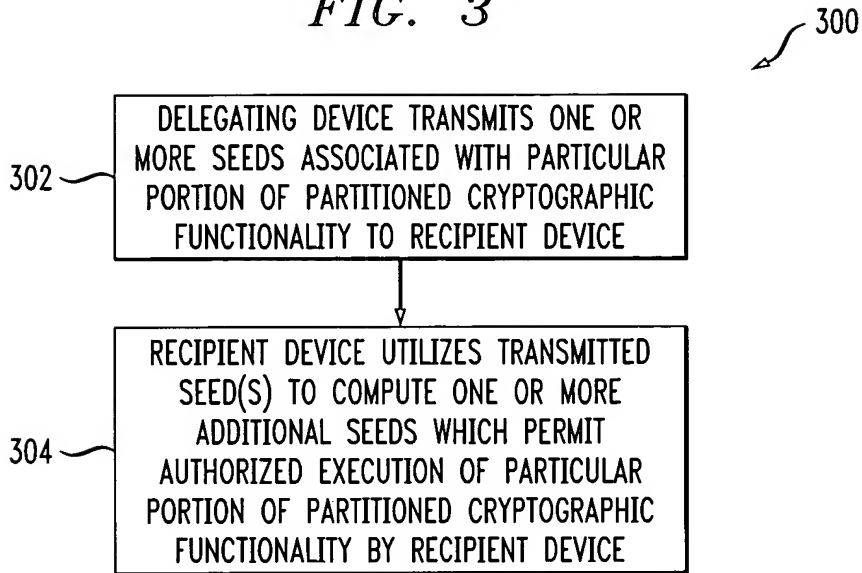 FIG. 3
300
302
DELEGATING DEVICE TRANSMITS ONE OR
MORE SEEDS ASSOCIATED WITH PARTICULAR
PORTION OF PARTITIONED CRYPTOGRAPHIC
FUNCTIONALITY TO RECIPIENT DEVICE
304
RECIPIENT DEVICE UTILIZES TRANSMITTED
SEED(S) TO COMPUTE ONE OR MORE
ADDITIONAL SEEDS WHICH PERMIT
AUTHORIZED EXECUTION OF PARTICULAR
PORTION OF PARTITIONED CRYPTOGRAPHIC
FUNCTIONALITY BY RECIPIENT DEVICE